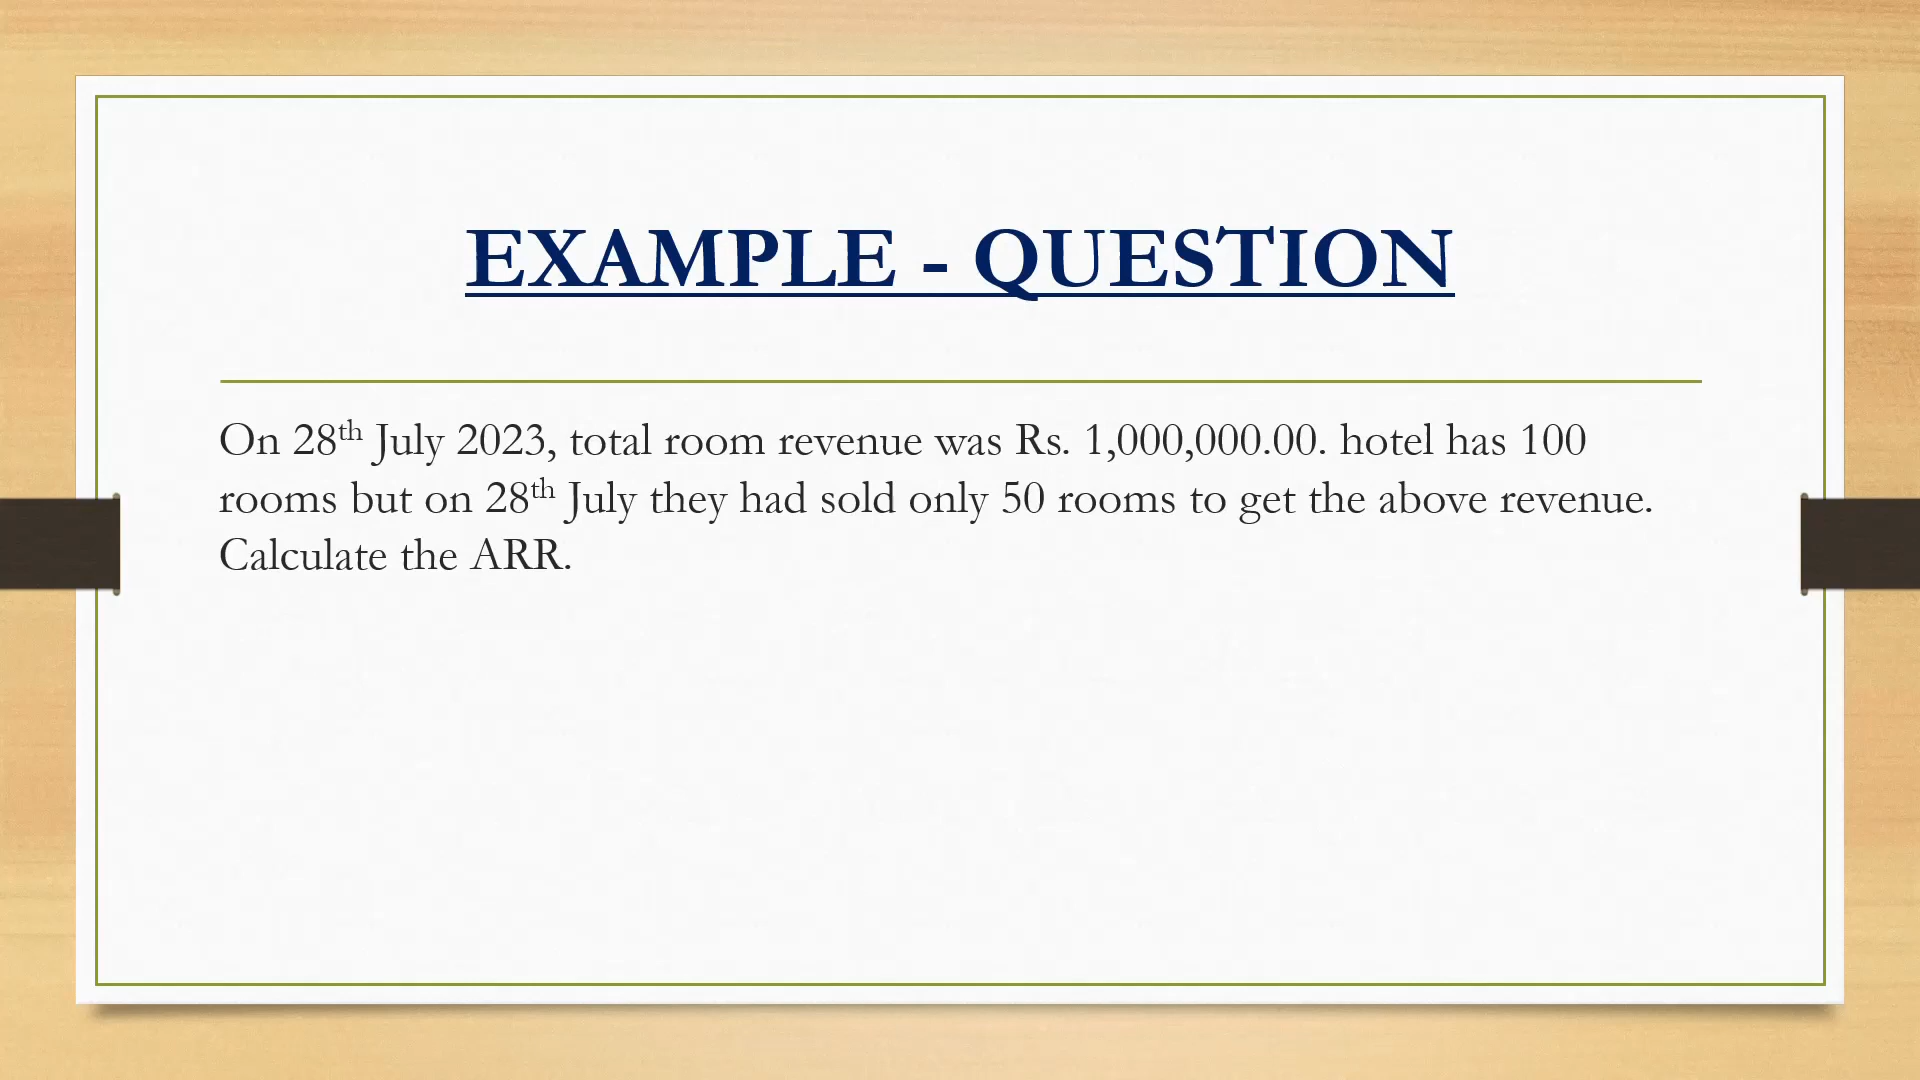 EXAMPLE - QUESTION
On 28th July 2023, total room revenue was Rs. 1,000,000.00. hotel has 100
rooms but on 28th July they had sold only 50 rooms to get the above revenue.
Calculate the ARR.